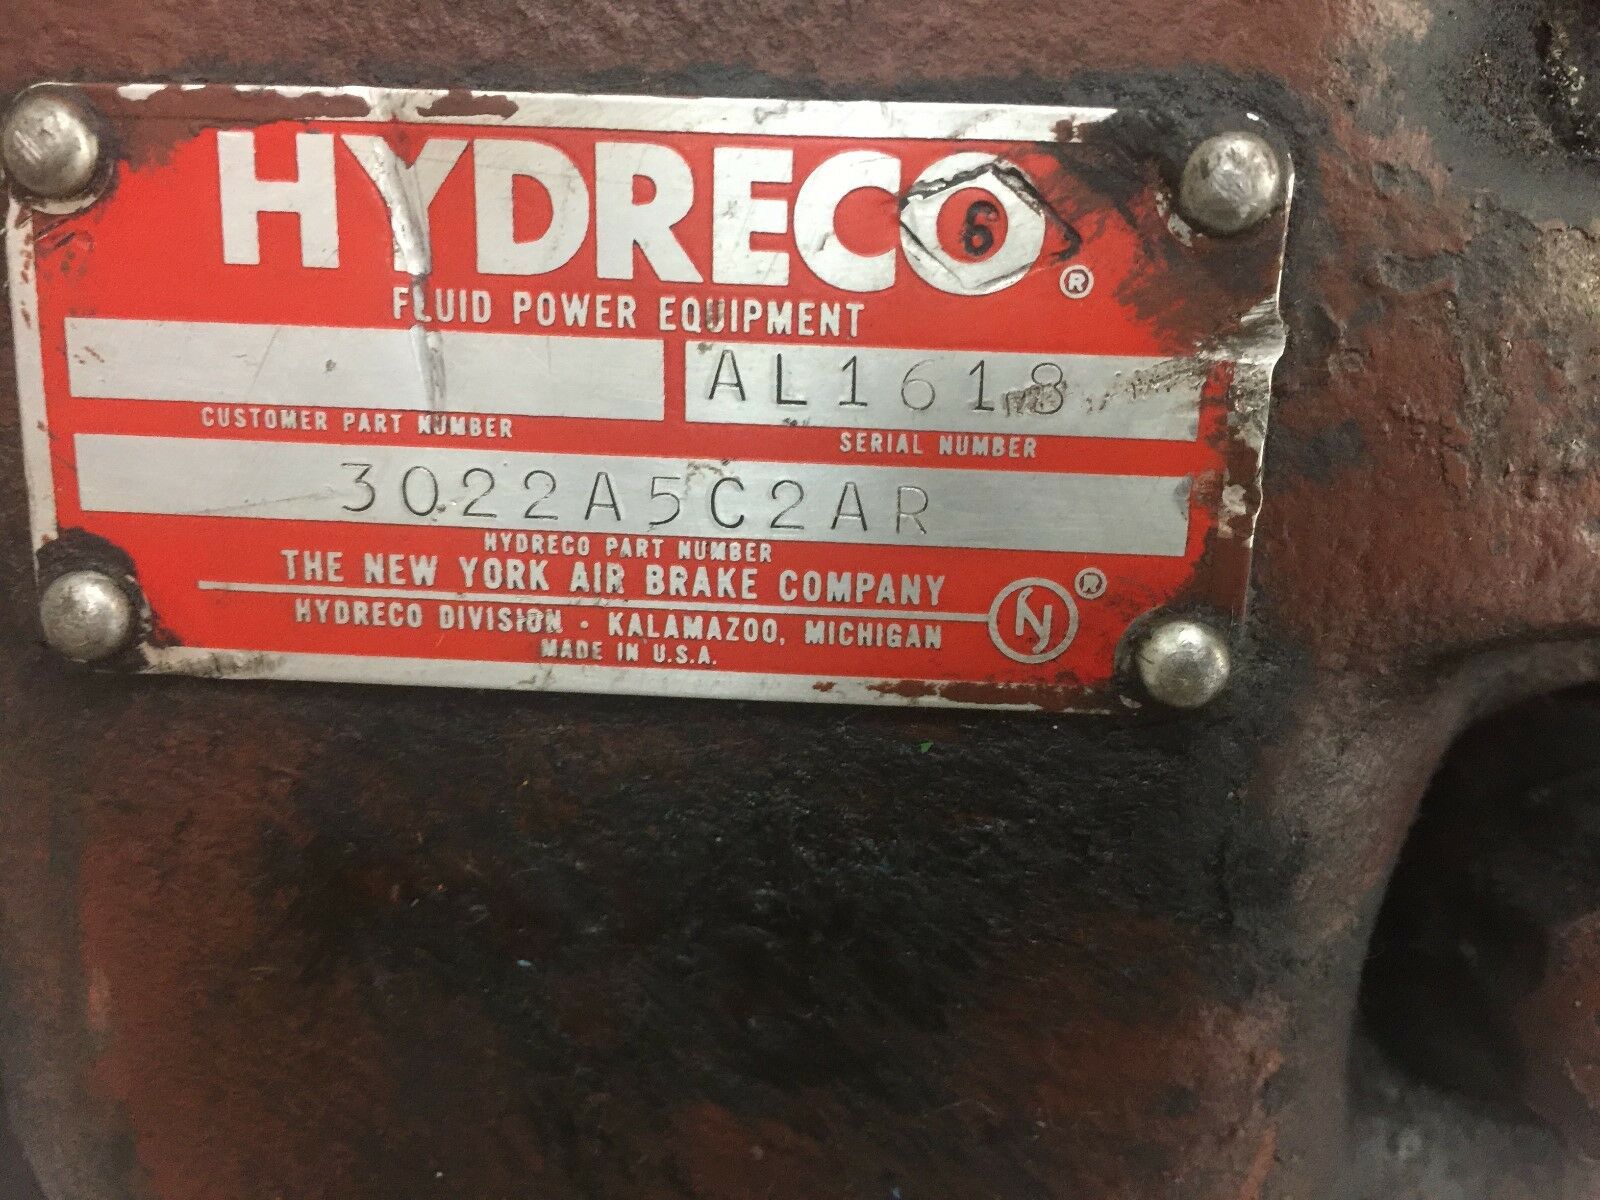 HYDRECO ®
6
FLUID POWER EQUIPMENT
AL1618
CUSTOMER PART NUMBER
SERIAL NUMBER
3022A5C2AR
HYDRECO PART NUMBER
THE NEW YORK AIR BRAKE COMPANY
HYDRECO DIVISION • KALAMAZOO, MICHIGAN
NY ®
MADE IN U.S.A.